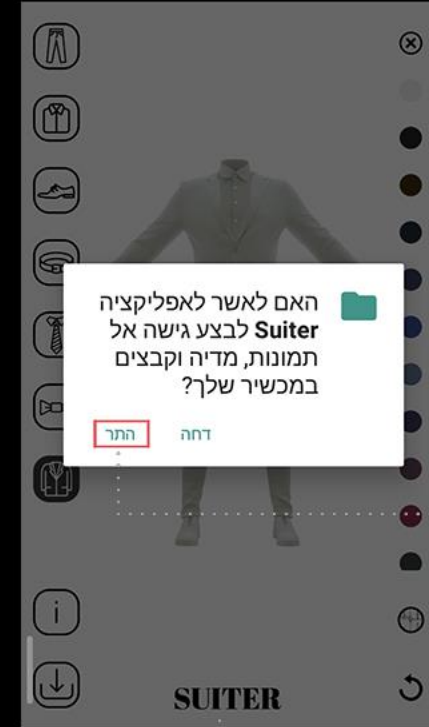 האם לאשר לאפליקציה
Suiter לבצע גישה אל
תמונות, מדיה וקבצים
במכשיר שלך?
דחה
התר
i
SUITER